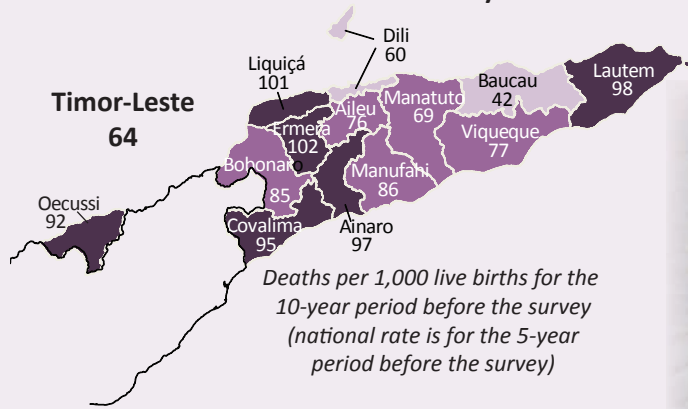 Dili
60
Liquiçá
101
Timor-Leste
64
Aileu
76
Manatuto
69
Baucau
42
Lautem
98
Ermera
102
Viqueque
77
Bobonaro
85
Manufahi
86
Oecussi
92
Covalima
95
Ainaro
97
Deaths per 1,000 live births for the
10-year period before the survey
(national rate is for the 5-year
period before the survey)